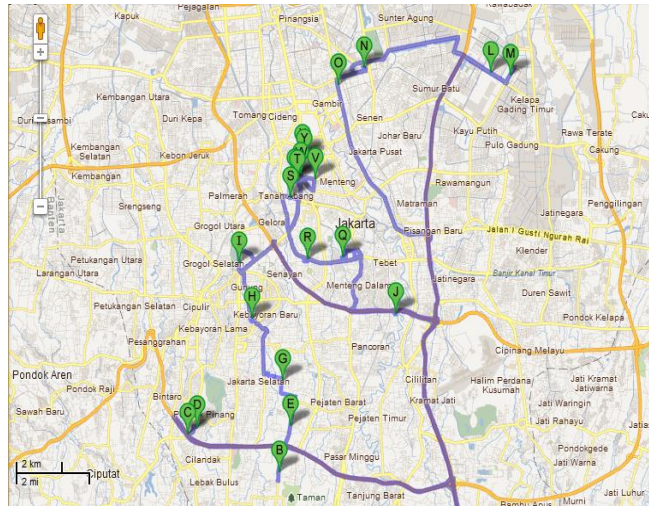 Kapuk
Pejagalan
Pinangsia
Sunter Agung
N
O
L
M
Sumur Batu
Kembangan Utara
Gambir
Kelapa
Gading Timur
Duri Kepa
Tomang
Cideng
Senen
Johar Baru
Kayu Putih
Rawa Terate
Kembangan
Selatan
Kebon Jeruk
Y
Jakarta Pusat
Pulo Gadung
T
V
S
Menteng
Kembangan
Palmerah
Tanah Abang
Rawamangun
Penggilingan
Jakarta
Banten
Srengseng
Matraman
Jatinegara
Grogol Utara
Gelora
Jakarta
Pisangan Baru
Jalan I Gusti Ngurah Rai
I
R
Q
Klender
Petukangan Utara
Grogol Selatan
Senayan
Tebet
Larangan Utara
Menteng Dalam
Jatinegara
Banjir Kanal Timur
Gunung
Duren Sawit
Petukangan Selatan
Cipulir
H
J
Kebayoran Baru
Pondok Kelapa
Kebayoran Lama
Pesanggrahan
Pancoran
Cipinang Melayu
Pondok Aren
G
Pondok Raji
Bintaro
Jakarta Selatan
Cililitan
Halim Perdana
Kusumah
Jati Kramat
Jatiwarna
Sawah Baru
C
D
E
Pejaten Barat
Kramat Jati
Jati Waringin
Pejaten Timur
Jati Rahayu
B
Cilandak
Pasar Minggu
Pondokgede
Jati Warna
2 km
2 mi
Ciputat
Lebak Bulus
Taman
Tanjung Barat
Murni
Jati Luhur